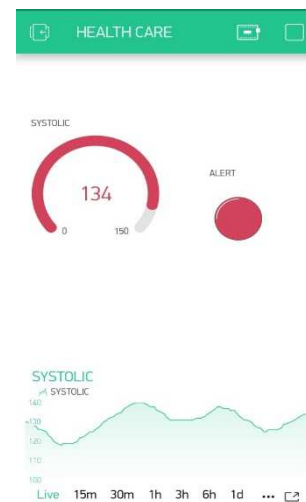 HEALTH CARE
SYSTOLIC
134
0 150
ALERT
SYSTOLIC
SYSTOLIC
140
130
120
110
100
Live 15m 30m 1h 3h 6h 1d ...